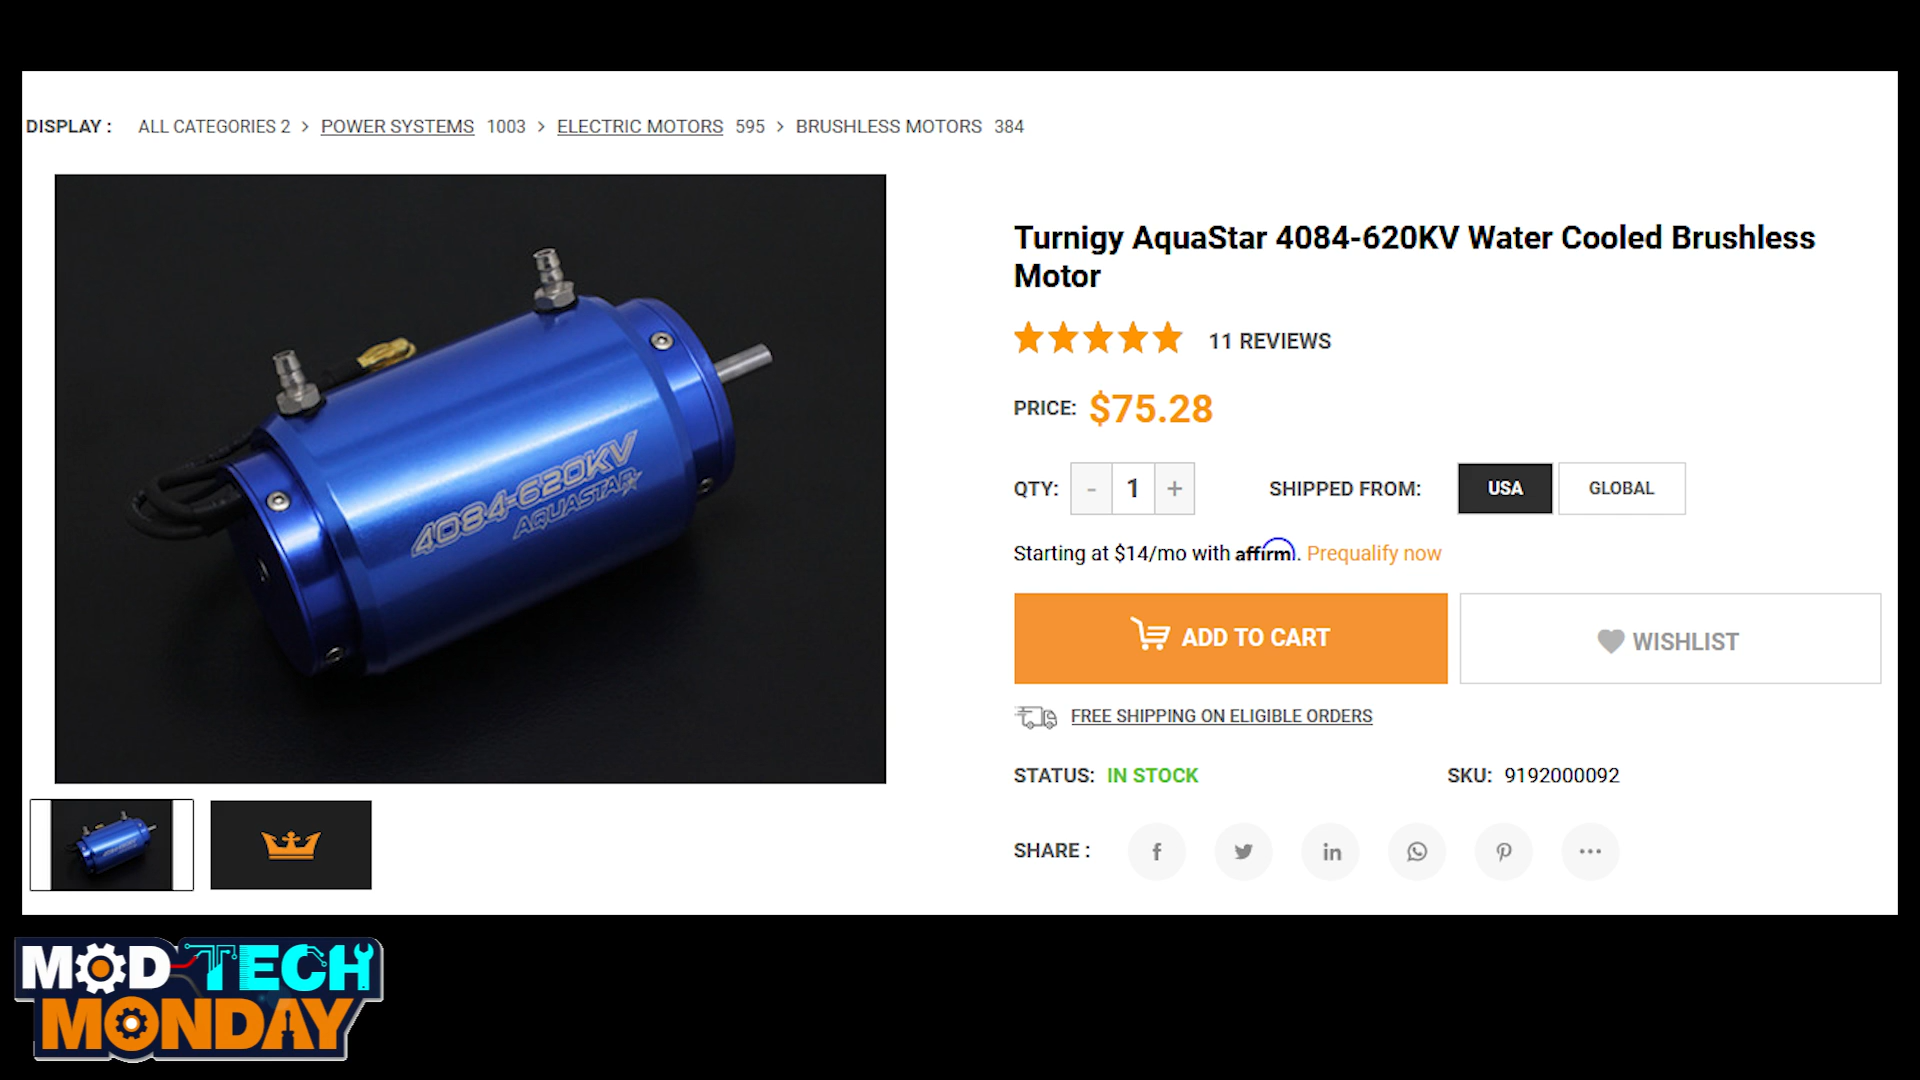 DISPLAY : ALL CATEGORIES 2 > POWER SYSTEMS 1003 > ELECTRIC MOTORS 595 > BRUSHLESS MOTORS 384
4084-620KV
AQUASTAR
Turnigy AquaStar 4084-620KV Water Cooled Brushless
Motor
11 REVIEWS
PRICE: $75.28
QTY: - 1 + SHIPPED FROM: USA GLOBAL
Starting at $14/mo with affirm. Prequalify now
ADD TO CART WISHLIST
FREE SHIPPING ON ELIGIBLE ORDERS
STATUS: IN STOCK SKU: 9192000092
SHARE :
MOD TECH
MONDAY